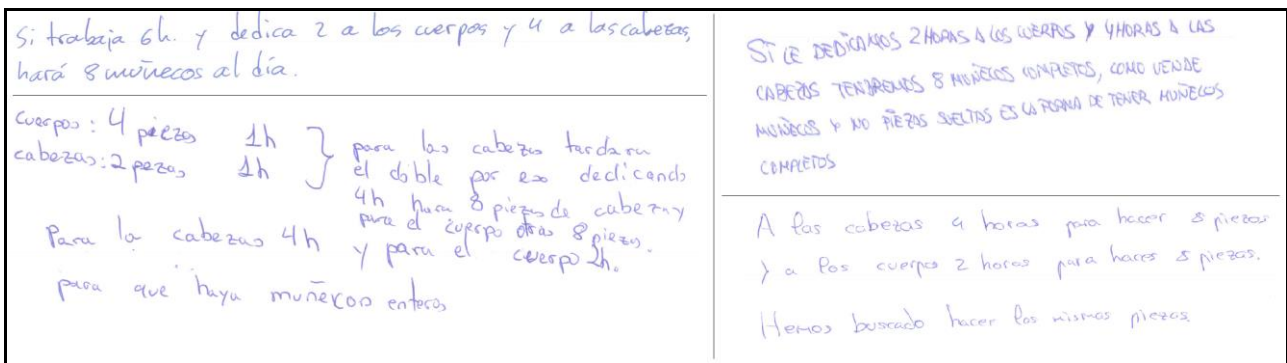 Si trabaja 6h. y dedica 2 a los cuerpos y 4 a las cabezas,
hará 8 muñecos al día.
Cuerpos: 4 piezas 1h
cabezas: 2 pezas 1h
para las cabezas tardara
el doble por eso dedicando
4h hara 8 piezas de cabeza y
para el cuerpo otras 8 piezas.
Para la cabezas 4h y para el cuerpo 2h.
para que haya muñecos enteros
SI LE DEDICAMOS 2 HORAS A LOS CUERPOS Y 4 HORAS A LAS
CABEZAS TENDREMOS 8 MUÑECOS COMPLETOS, COMO VENDE
MUÑECOS Y NO PIEZAS SUELTAS ES LA FORMA DE TENER MUÑECOS
COMPLETOS
A las cabezas 4 horas para hacer 8 piezas
y a los cuerpos 2 horas para hacer 8 piezas.
Hemos buscado hacer las mismas piezas.